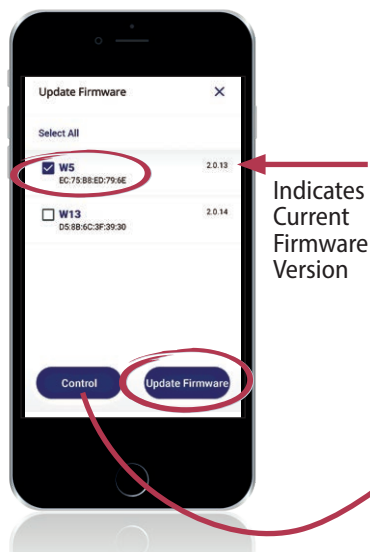 Update Firmware ×
Select All
W5 2.0.13
EC:75:B8:ED:79:6E
W13 2.0.14
D5:8B:6C:3F:39:30
Control Update Firmware
Indicates
Current
Firmware
Version